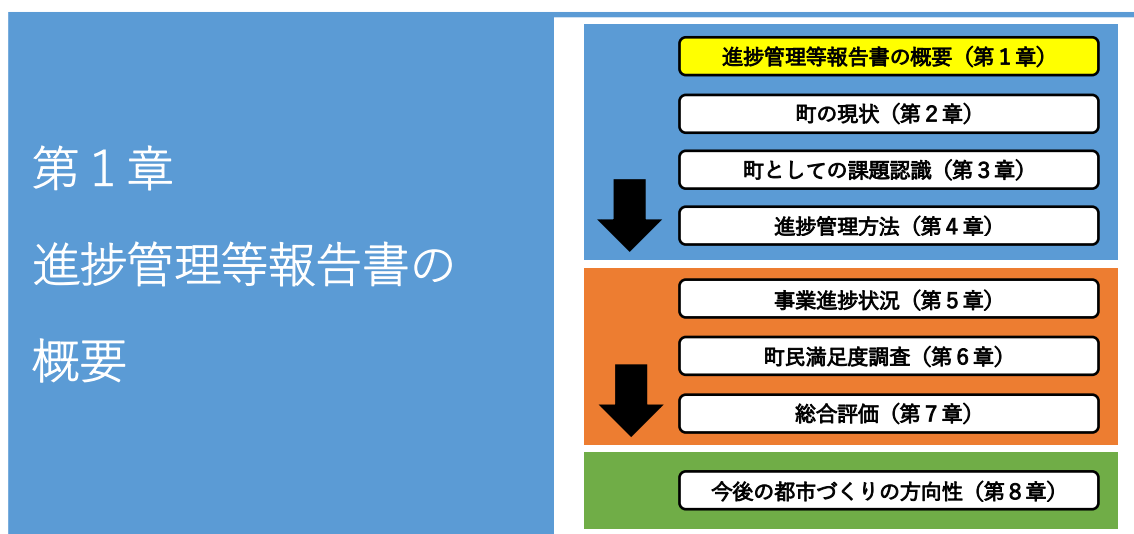 第１章
進捗管理等報告書の
概要
進捗管理等報告書の概要（第１章）
町の現状（第２章）
町としての課題認識（第３章）
進捗管理方法（第４章）
事業進捗状況（第５章）
町民満足度調査（第６章）
総合評価（第７章）
今後の都市づくりの方向性（第８章）